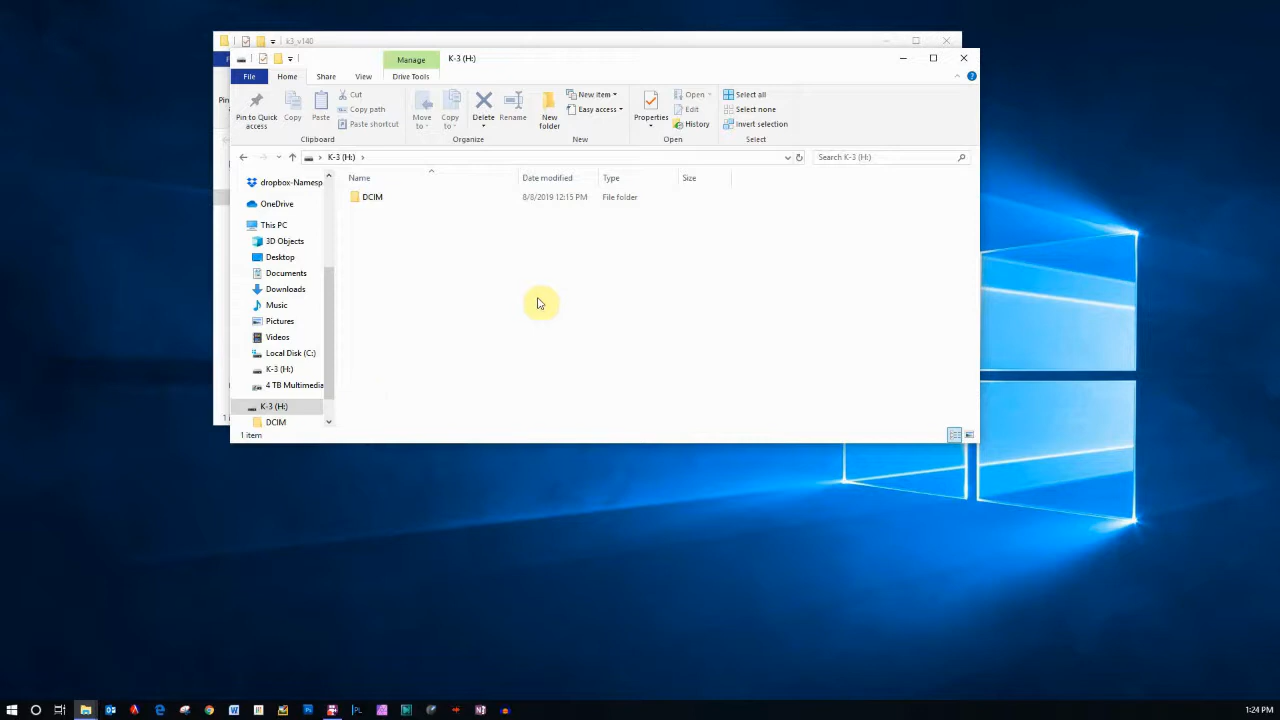 k3_v140
Manage
K-3 (H:)
File
Home
Share
View
Drive Tools
Pin to Quick access
Copy
Paste
Cut
Copy path
Paste shortcut
Clipboard
Move to
Copy to
Delete
Rename
Organize
New folder
New item
Easy access
New
Properties
Open
Edit
History
Open
Select all
Select none
Invert selection
Select
K-3 (H:)
Search K-3 (H:)
Name
Date modified
Type
Size
DCIM
8/8/2019 12:15 PM
File folder
dropbox-Namesp
OneDrive
This PC
3D Objects
Desktop
Documents
Downloads
Music
Pictures
Videos
Local Disk (C:)
K-3 (H:)
4 TB Multimedia
K-3 (H:)
DCIM
1 item
1:24 PM